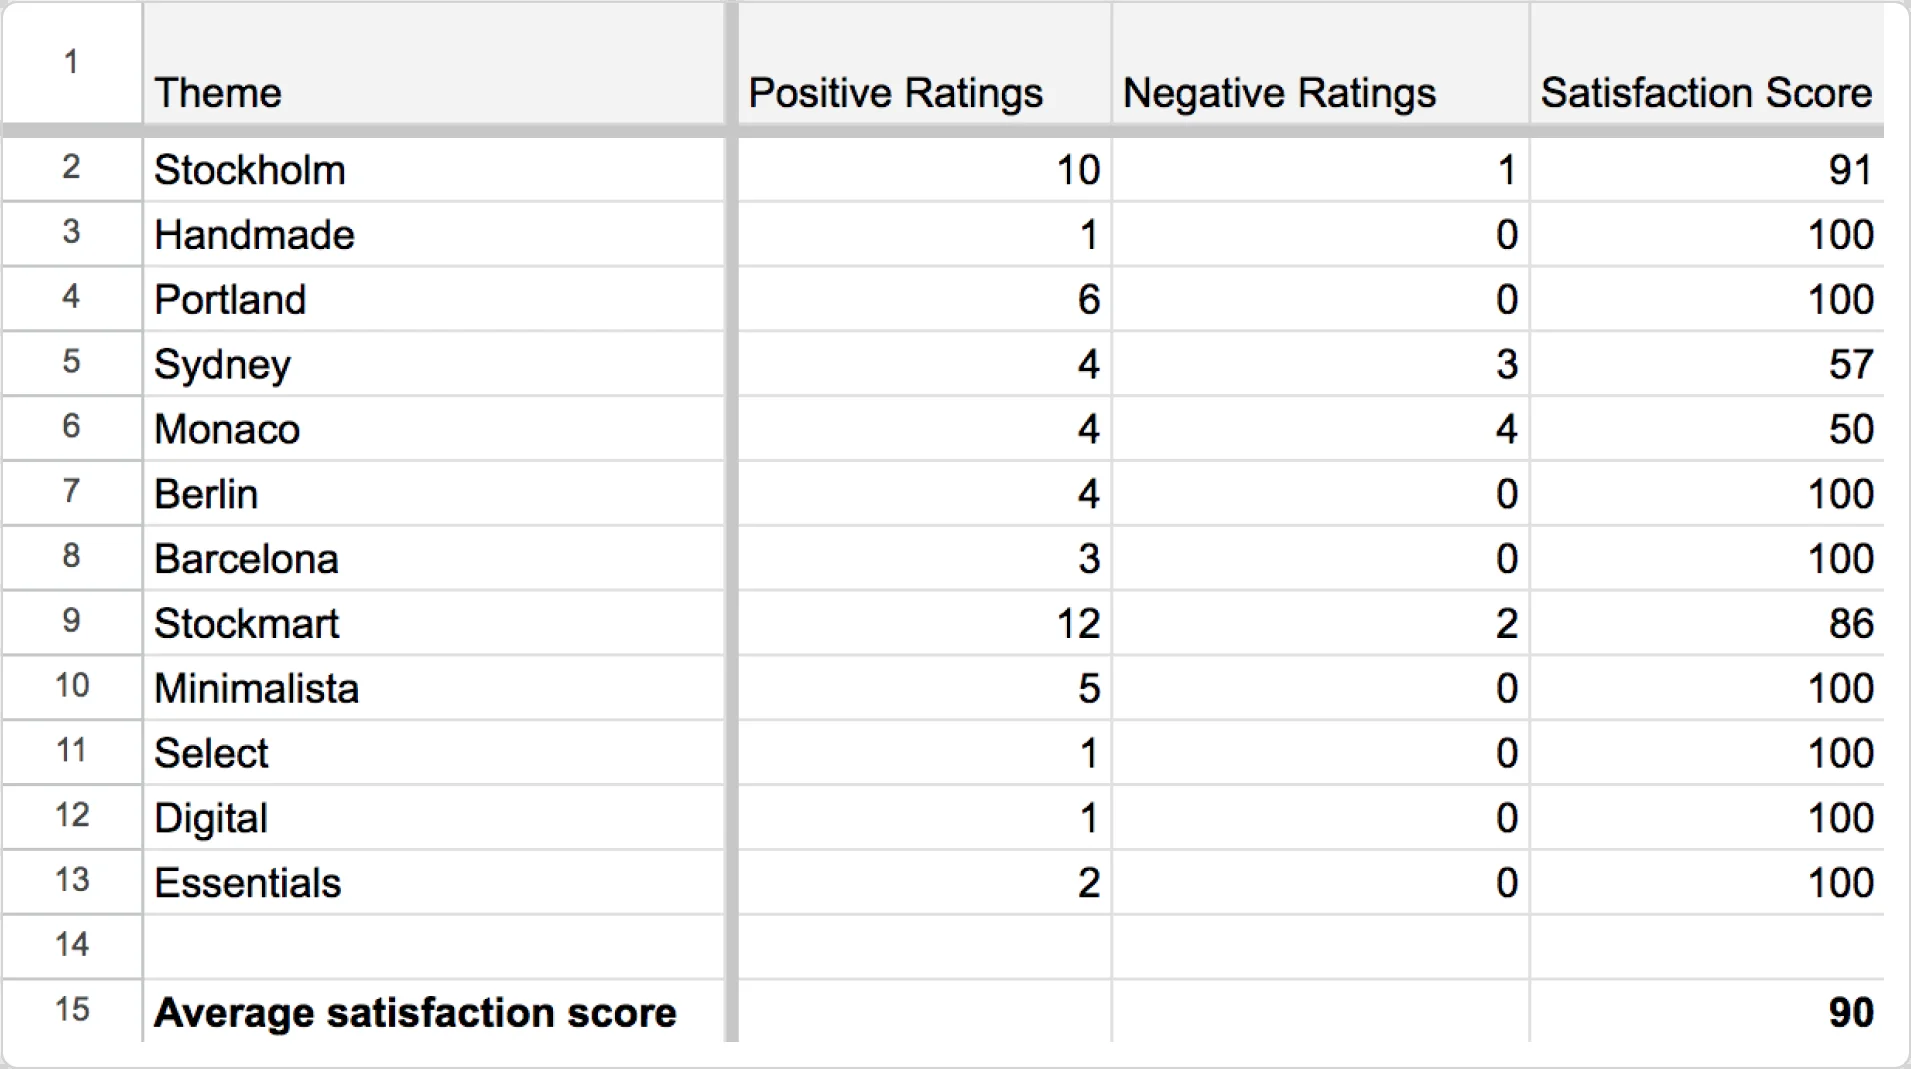 1 Theme Positive Ratings Negative Ratings Satisfaction Score
2 Stockholm 10 1 91
3 Handmade 1 0 100
4 Portland 6 0 100
5 Sydney 4 3 57
6 Monaco 4 4 50
7 Berlin 4 0 100
8 Barcelona 3 0 100
9 Stockmart 12 2 86
10 Minimalista 5 0 100
11 Select 1 0 100
12 Digital 1 0 100
13 Essentials 2 0 100
14
15 Average satisfaction score 90